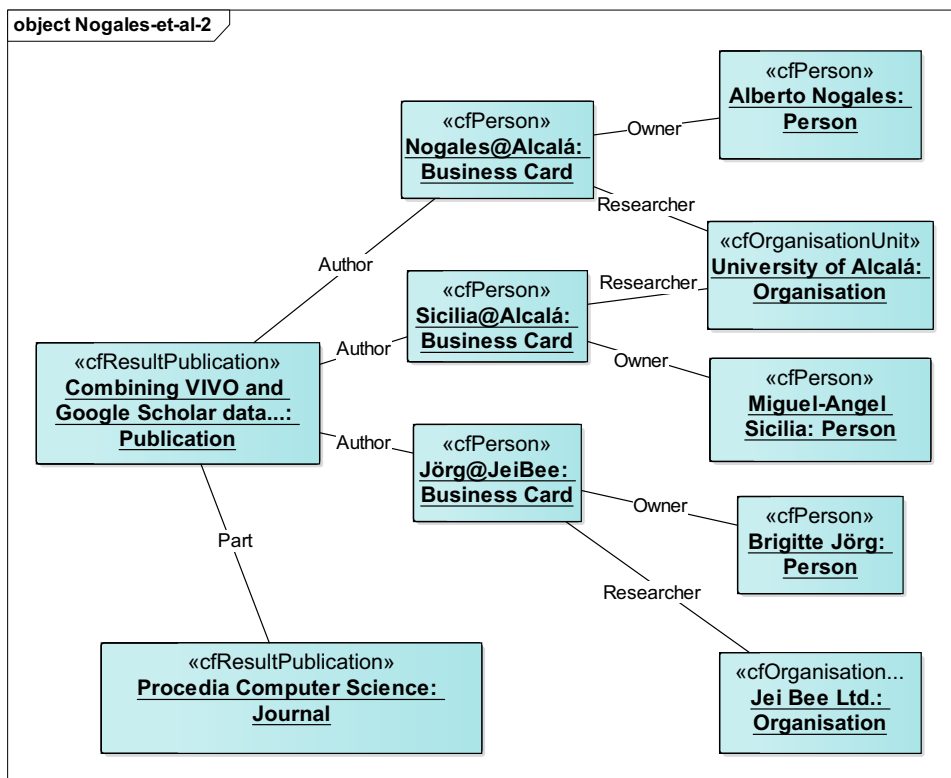 object Nogales-et-al-2
«cfPerson»
Alberto Nogales:
Person
«cfPerson»
Nogales@Alcalá:
Business Card
Owner
Researcher
«cfOrganisationUnit»
University of Alcalá:
Organisation
Author
«cfPerson»
Sicilia@Alcalá:
Business Card
Researcher
Author
Owner
«cfResultPublication»
Combining VIVO and
Google Scholar data...:
Publication
«cfPerson»
Miguel-Angel
Sicilia: Person
Author
«cfPerson»
Jörg@JeiBee:
Business Card
Owner
«cfPerson»
Brigitte Jörg:
Person
Part
Researcher
«cfResultPublication»
Procedia Computer Science:
Journal
«cfOrganisation...
Jei Bee Ltd.:
Organisation